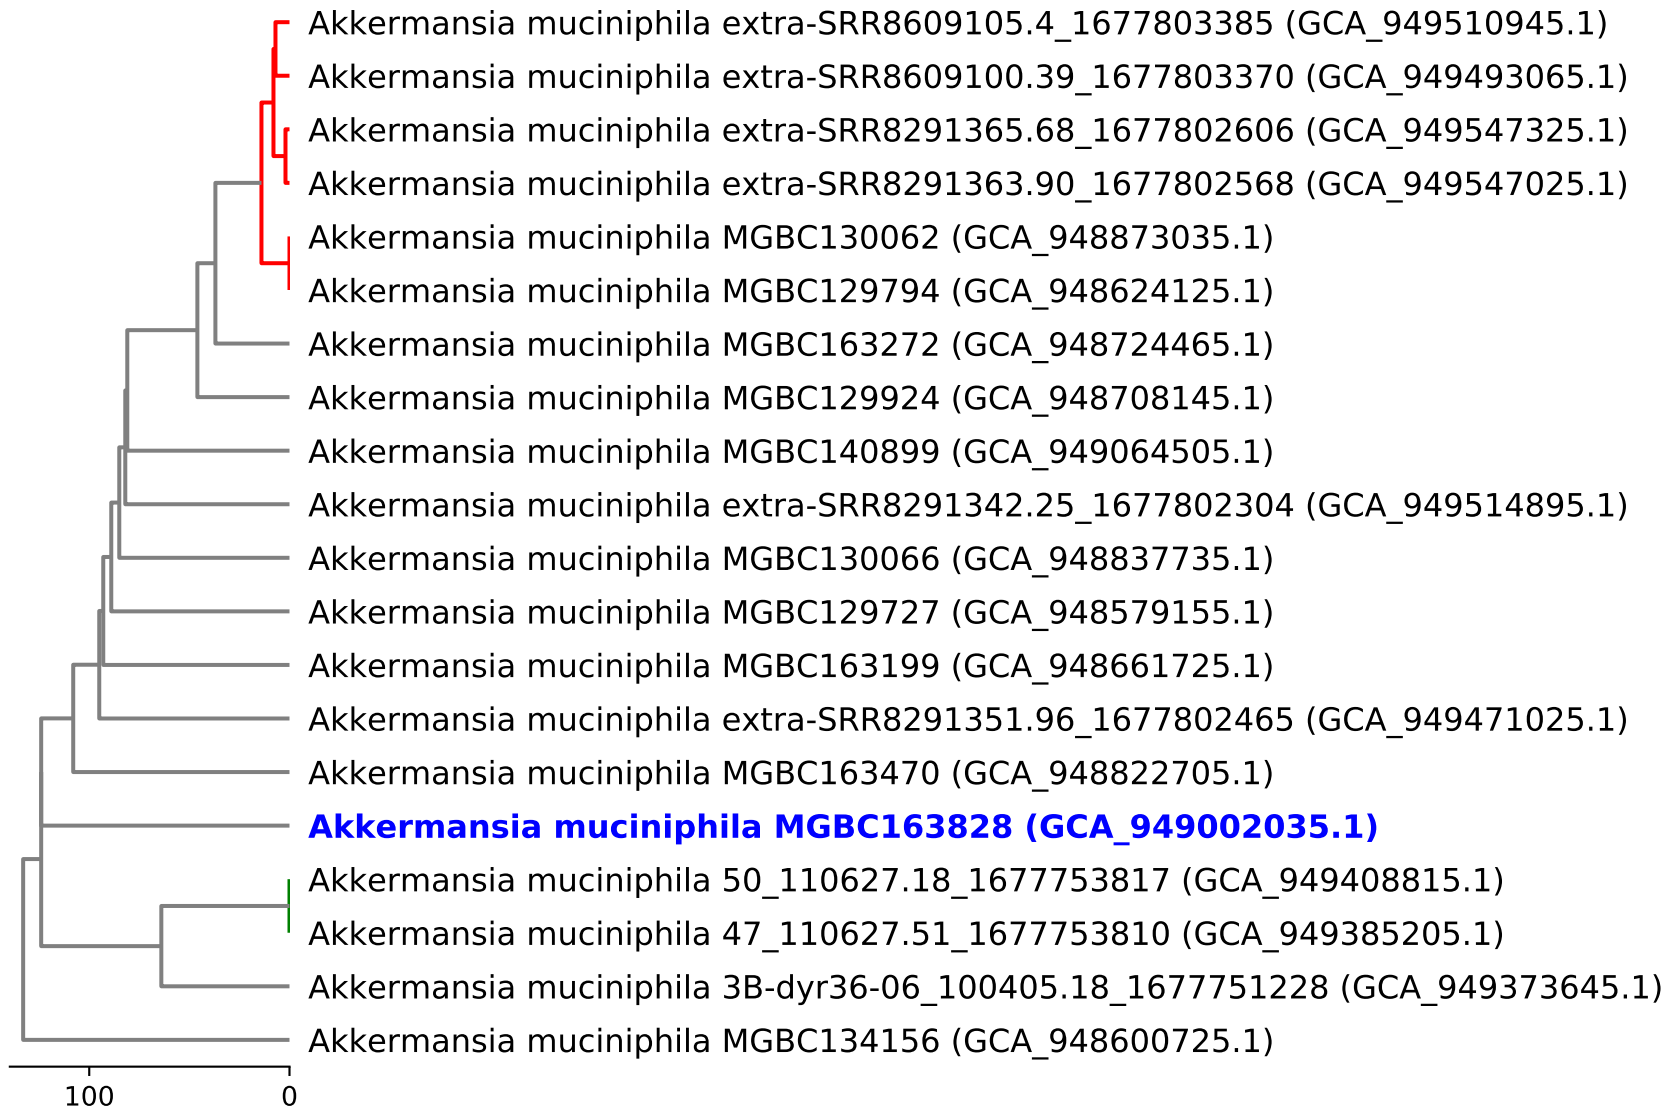 Akkermansia muciniphila extra-SRR8609105.4_1677803385 (GCA_949510945.1)
Akkermansia muciniphila extra-SRR8609100.39_1677803370 (GCA_949493065.1)
Akkermansia muciniphila extra-SRR8291365.68_1677802606 (GCA_949547325.1)
Akkermansia muciniphila extra-SRR8291363.90_1677802568 (GCA_949547025.1)
Akkermansia muciniphila MGBC130062 (GCA_948873035.1)
Akkermansia muciniphila MGBC129794 (GCA_948624125.1)
Akkermansia muciniphila MGBC163272 (GCA_948724465.1)
Akkermansia muciniphila MGBC129924 (GCA_948708145.1)
Akkermansia muciniphila MGBC140899 (GCA_949064505.1)
Akkermansia muciniphila extra-SRR8291342.25_1677802304 (GCA_949514895.1)
Akkermansia muciniphila MGBC130066 (GCA_948837735.1)
Akkermansia muciniphila MGBC129727 (GCA_948579155.1)
Akkermansia muciniphila MGBC163199 (GCA_948661725.1)
Akkermansia muciniphila extra-SRR8291351.96_1677802465 (GCA_949471025.1)
Akkermansia muciniphila MGBC163470 (GCA_948822705.1)
Akkermansia muciniphila MGBC163828 (GCA_949002035.1)
Akkermansia muciniphila 50_110627.18_1677753817 (GCA_949408815.1)
Akkermansia muciniphila 47_110627.51_1677753810 (GCA_949385205.1)
Akkermansia muciniphila 3B-dyr36-06_100405.18_1677751228 (GCA_949373645.1)
Akkermansia muciniphila MGBC134156 (GCA_948600725.1)
100 0